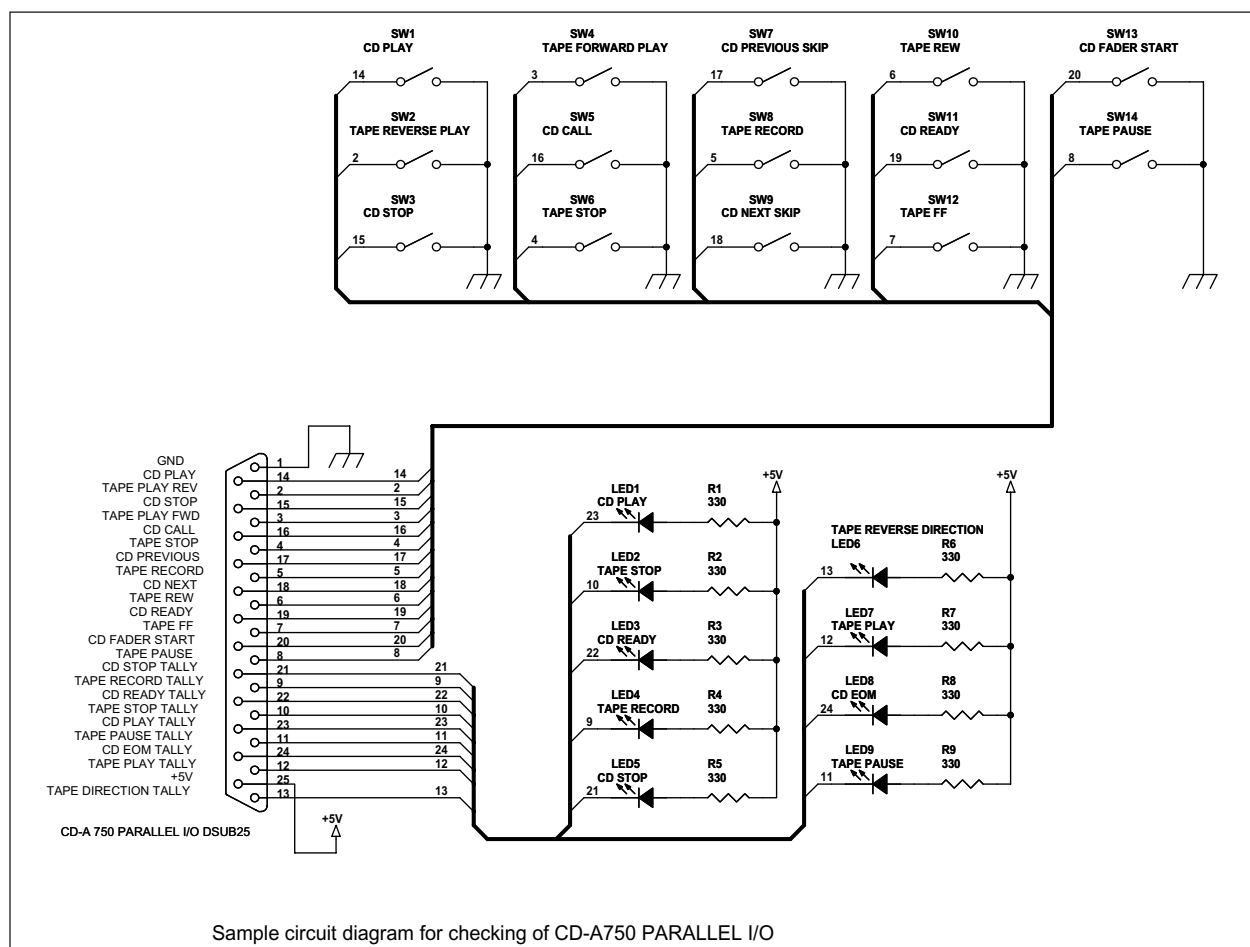 SW1
CD PLAY
14
SW2
TAPE REVERSE PLAY
2
SW3
CD STOP
15
SW4
TAPE FORWARD PLAY
3
SW5
CD CALL
16
SW6
TAPE STOP
4
SW7
CD PREVIOUS SKIP
17
SW8
TAPE RECORD
5
SW9
CD NEXT SKIP
18
SW10
TAPE REW
6
SW11
CD READY
19
SW12
TAPE FF
7
SW13
CD FADER START
20
SW14
TAPE PAUSE
8
GND 1
CD PLAY 14 14
TAPE PLAY REV 2 2
CD STOP 15 15
TAPE PLAY FWD 3 3
CD CALL 16 16
TAPE STOP 4 4
CD PREVIOUS 17 17
TAPE RECORD 5 5
CD NEXT 18 18
TAPE REW 6 6
CD READY 19 19
TAPE FF 7 7
CD FADER START 20 20
TAPE PAUSE 8 8
CD STOP TALLY 21 21
TAPE RECORD TALLY 9 9
CD READY TALLY 22 22
TAPE STOP TALLY 10 10
CD PLAY TALLY 23 23
TAPE PAUSE TALLY 11 11
CD EOM TALLY 24 24
TAPE PLAY TALLY 12 12
+5V 25
TAPE DIRECTION TALLY 13 13
+5V
CD-A 750 PARALLEL I/O DSUB25
+5V
LED1 R1
CD PLAY 330
23
LED2 R2
TAPE STOP 330
10
LED3 R3
CD READY 330
22
LED4 R4
TAPE RECORD 330
9
LED5 R5
CD STOP 330
21
+5V
TAPE REVERSE DIRECTION
LED6 R6
330
13
LED7 R7
TAPE PLAY 330
12
LED8 R8
CD EOM 330
24
LED9 R9
TAPE PAUSE 330
11
Sample circuit diagram for checking of CD-A750 PARALLEL I/O